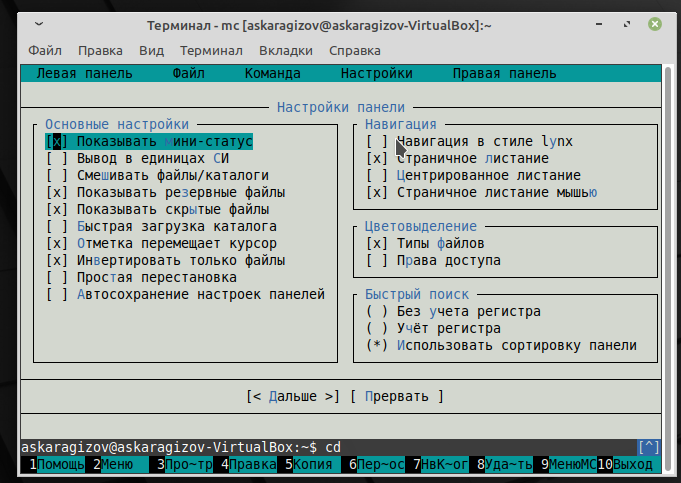 Терминал - mc [askaragizov@askaragizov-VirtualBox]:~
Файл Правка Вид Терминал Вкладки Справка
Левая панель Файл Команда Настройки Правая панель
Настройки панели
Основные настройки
[x] Показывать мини-статус
[ ] Вывод в единицах СИ
[ ] Смешивать файлы/каталоги
[x] Показывать резервные файлы
[x] Показывать скрытые файлы
[ ] Быстрая загрузка каталога
[x] Отметка перемещает курсор
[x] Инвертировать только файлы
[ ] Простая перестановка
[ ] Автосохранение настроек панелей
Навигация
[ ] Навигация в стиле lynx
[x] Страничное листание
[ ] Центрированное листание
[x] Страничное листание мышью
Цветовыделение
[x] Типы файлов
[ ] Права доступа
Быстрый поиск
( ) Без учета регистра
( ) Учёт регистра
(*) Использовать сортировку панели
[< Дальше >] [ Прервать ]
askaragizov@askaragizov-VirtualBox:~$ cd [^]
1Помощь 2Меню 3Про~тр 4Правка 5Копия 6Пер~ос 7НвК~ог 8Уда~ть 9МенюMC 10Выход